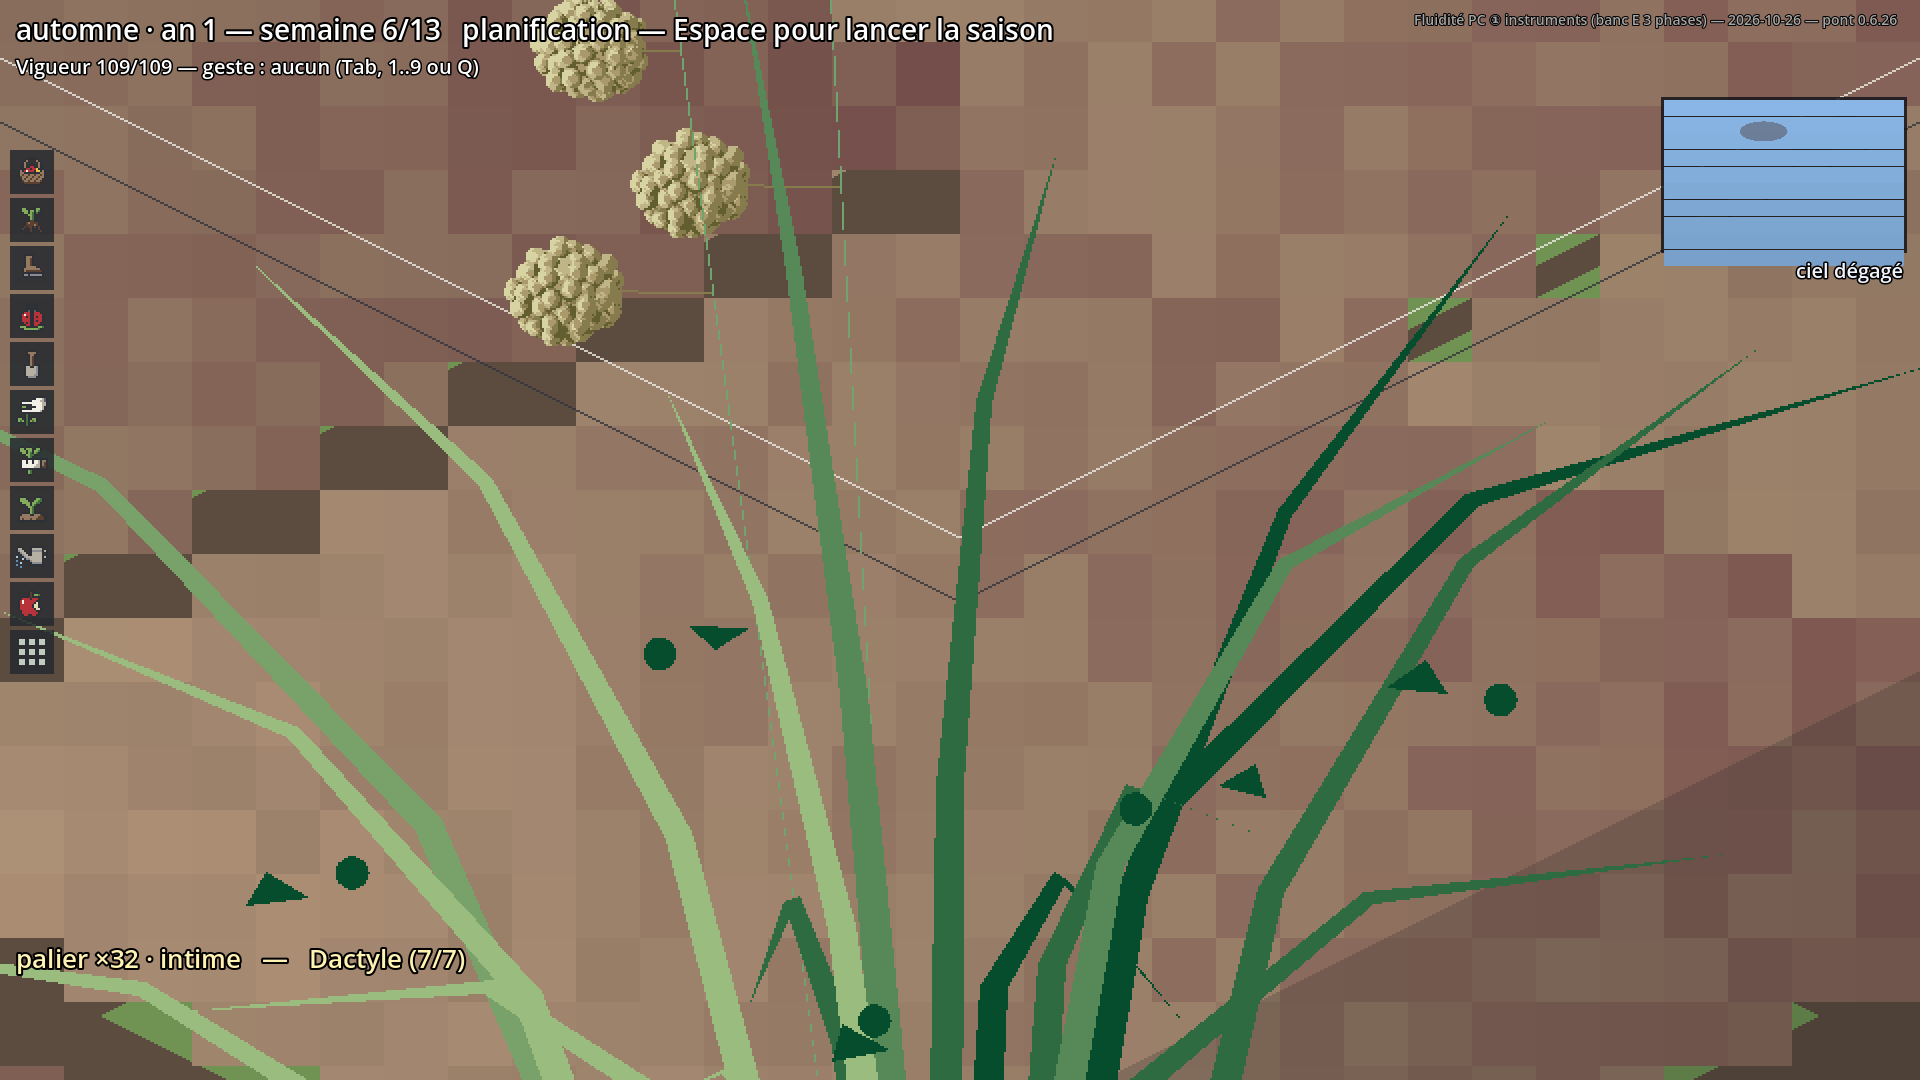 automne · an 1 — semaine 6/13   planification — Espace pour lancer la saison
Fluidité PC ① instruments (banc E 3 phases) — 2026-10-26 — pont 0.6.26
Vigueur 109/109 — geste : aucun (Tab, 1..9 ou Q)
ciel dégagé
palier ×32 · intime   —   Dactyle (7/7)